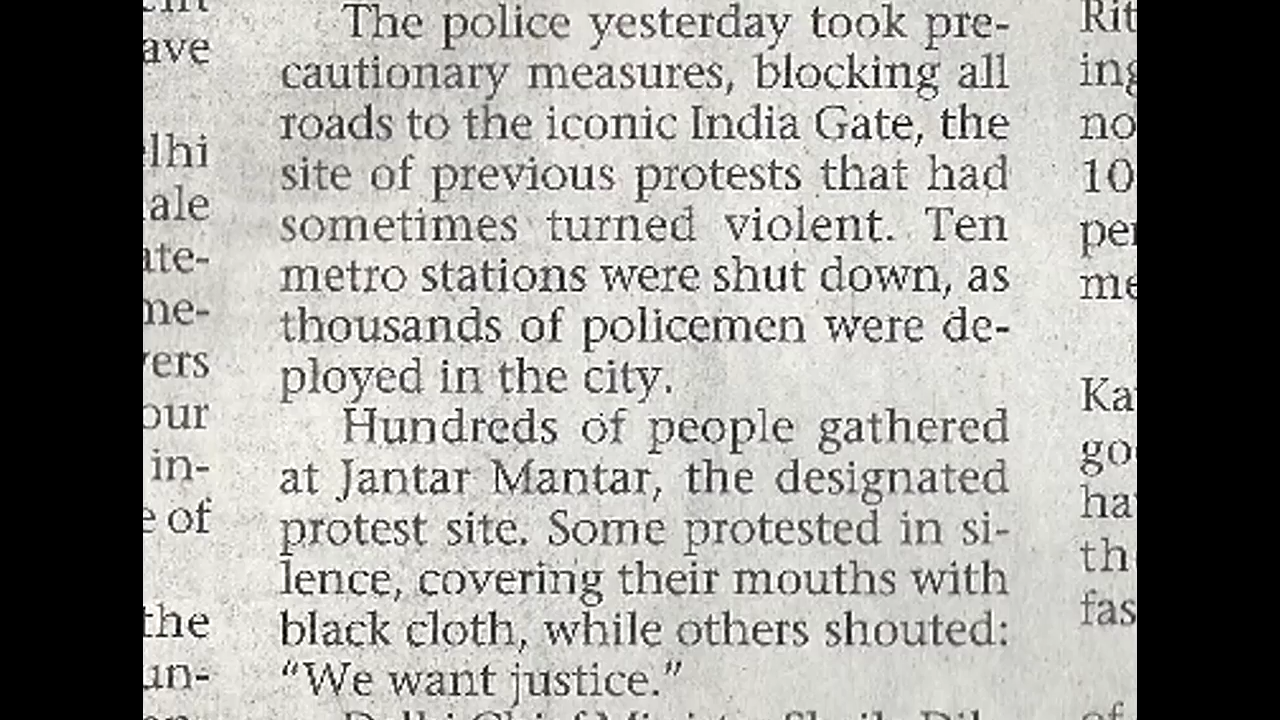 ave
The police yesterday took pre-
cautionary measures, blocking all
roads to the iconic India Gate, the
site of previous protests that had
sometimes turned violent. Ten
metro stations were shut down, as
thousands of policemen were de-
ployed in the city.
Hundreds of people gathered
at Jantar Mantar, the designated
protest site. Some protested in si-
lence, covering their mouths with
black cloth, while others shouted:
“We want justice.”